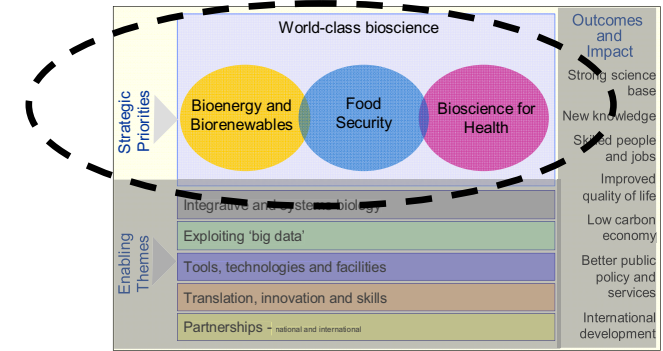 World-class bioscience
Strategic
Priorities
Bioenergy and
Biorenewables
Food
Security
Bioscience for
Health
Enabling
Themes
Integrative and systems biology
Exploiting ‘big data’
Tools, technologies and facilities
Translation, innovation and skills
Partnerships - national and international
Outcomes
and
Impact
Strong science
base
New knowledge
Skilled people
and jobs
Improved
quality of life
Low carbon
economy
Better public
policy and
services
International
development